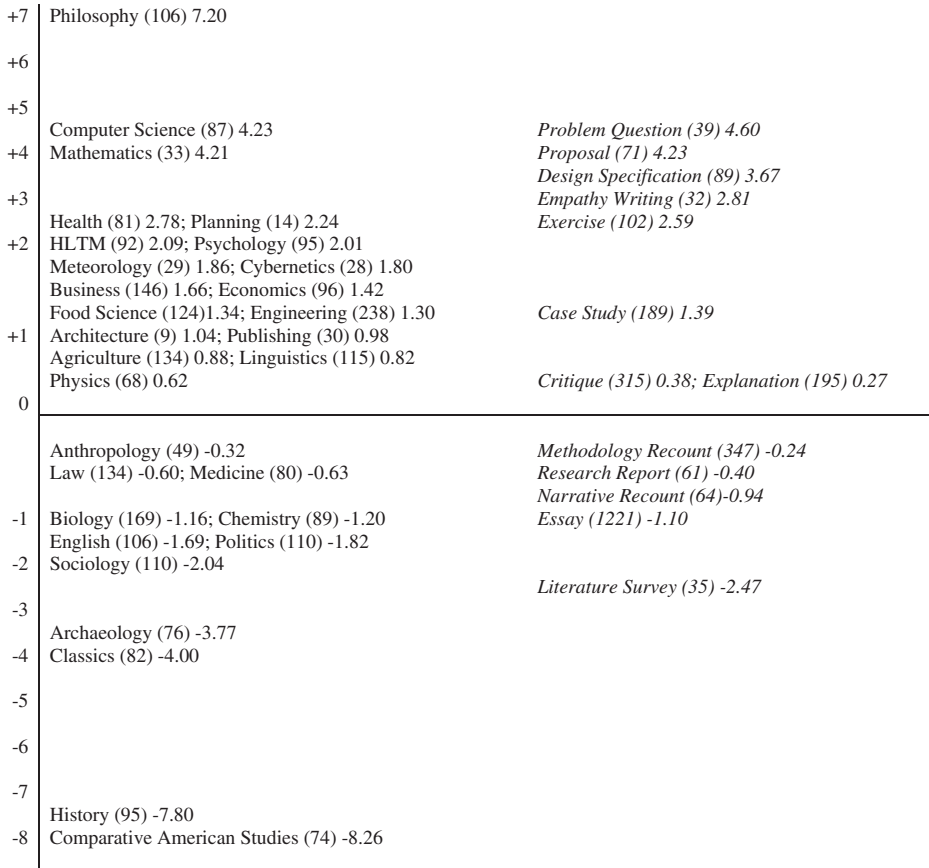 +7 Philosophy (106) 7.20
+6
+5
Computer Science (87) 4.23 Problem Question (39) 4.60
+4 Mathematics (33) 4.21 Proposal (71) 4.23
Design Specification (89) 3.67
+3 Empathy Writing (32) 2.81
Health (81) 2.78; Planning (14) 2.24 Exercise (102) 2.59
+2 HLTM (92) 2.09; Psychology (95) 2.01
Meteorology (29) 1.86; Cybernetics (28) 1.80
Business (146) 1.66; Economics (96) 1.42
Food Science (124)1.34; Engineering (238) 1.30 Case Study (189) 1.39
+1 Architecture (9) 1.04; Publishing (30) 0.98
Agriculture (134) 0.88; Linguistics (115) 0.82
Physics (68) 0.62 Critique (315) 0.38; Explanation (195) 0.27
0
Anthropology (49) -0.32 Methodology Recount (347) -0.24
Law (134) -0.60; Medicine (80) -0.63 Research Report (61) -0.40
Narrative Recount (64)-0.94
-1 Biology (169) -1.16; Chemistry (89) -1.20 Essay (1221) -1.10
English (106) -1.69; Politics (110) -1.82
-2 Sociology (110) -2.04
Literature Survey (35) -2.47
-3
Archaeology (76) -3.77
-4 Classics (82) -4.00
-5
-6
-7
History (95) -7.80
-8 Comparative American Studies (74) -8.26